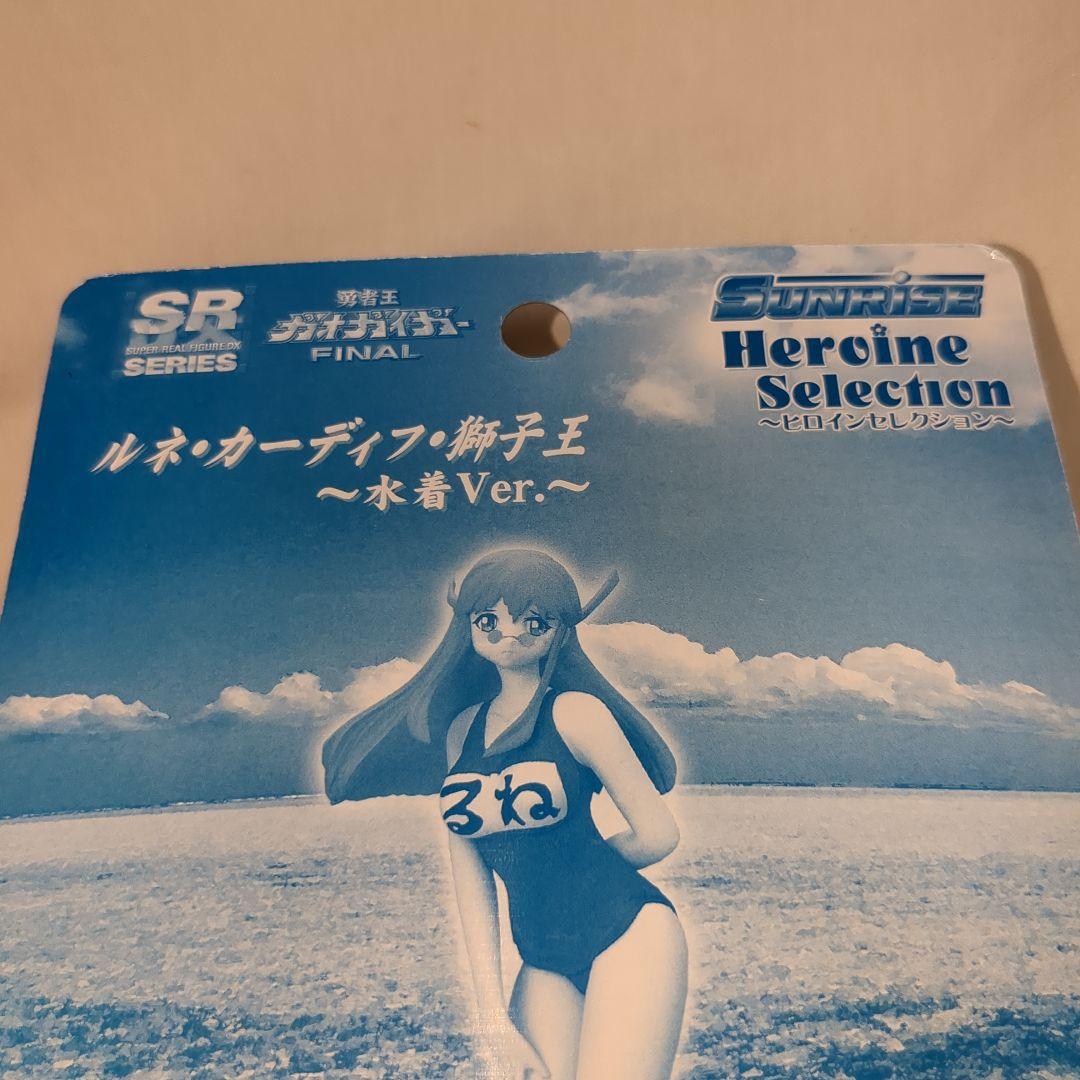 SR
SUPER REAL FIGURE DX
SERIES
勇者王
ガオガイガー
FINAL
SUNRISE
Heroine
Selection
～ヒロインセレクション～
ルネ・カーディフ・獅子王
～水着Ver.～
るね